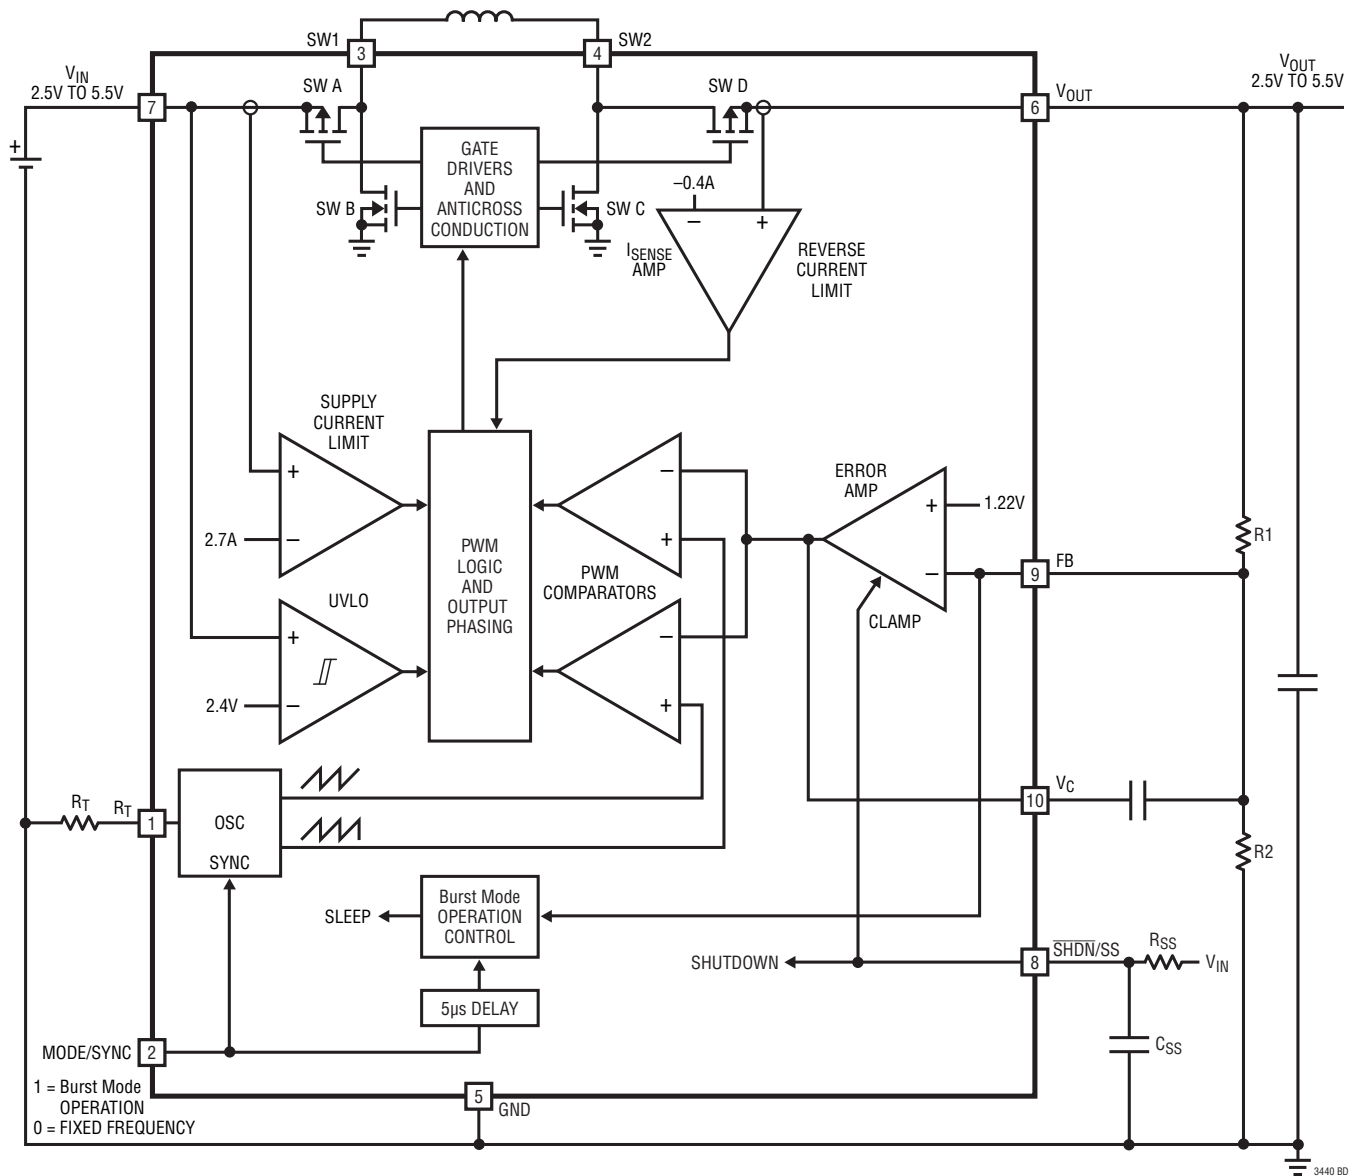 SW1
3
4
SW2
VIN
2.5V TO 5.5V
7
SW A
SW D
6
VOUT
VOUT
2.5V TO 5.5V
+
GATE
DRIVERS
AND
ANTICROSS
CONDUCTION
SW B
SW C
–0.4A
–
+
ISENSE
AMP
REVERSE
CURRENT
LIMIT
SUPPLY
CURRENT
LIMIT
+
2.7A
–
PWM
LOGIC
AND
OUTPUT
PHASING
–
+
PWM
COMPARATORS
ERROR
AMP
+
1.22V
–
CLAMP
9
FB
R1
UVLO
+
2.4V
–
–
+
RT
RT
1
OSC
SYNC
10
VC
R2
SLEEP
Burst Mode
OPERATION
CONTROL
SHUTDOWN
8
SHDN/SS
RSS
VIN
5µs DELAY
CSS
MODE/SYNC
2
1 = Burst Mode
OPERATION
0 = FIXED FREQUENCY
5
GND
3440 BD